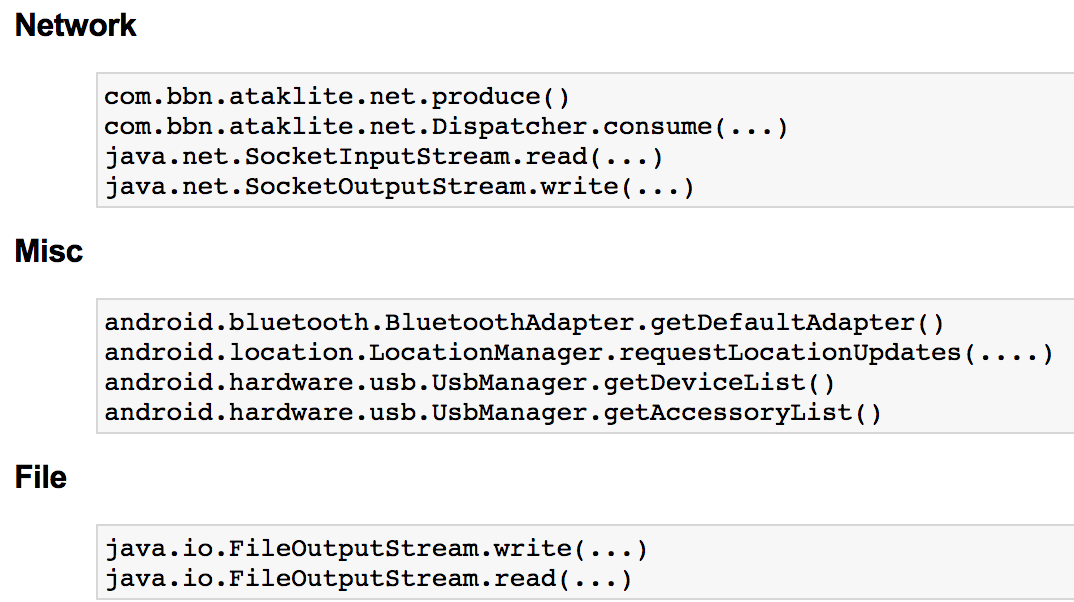 Network
com.bbn.ataklite.net.produce()
com.bbn.ataklite.net.Dispatcher.consume(...)
java.net.SocketInputStream.read(...)
java.net.SocketOutputStream.write(...)
Misc
android.bluetooth.BluetoothAdapter.getDefaultAdapter()
android.location.LocationManager.requestLocationUpdates(....)
android.hardware.usb.UsbManager.getDeviceList()
android.hardware.usb.UsbManager.getAccessoryList()
File
java.io.FileOutputStream.write(...)
java.io.FileOutputStream.read(...)